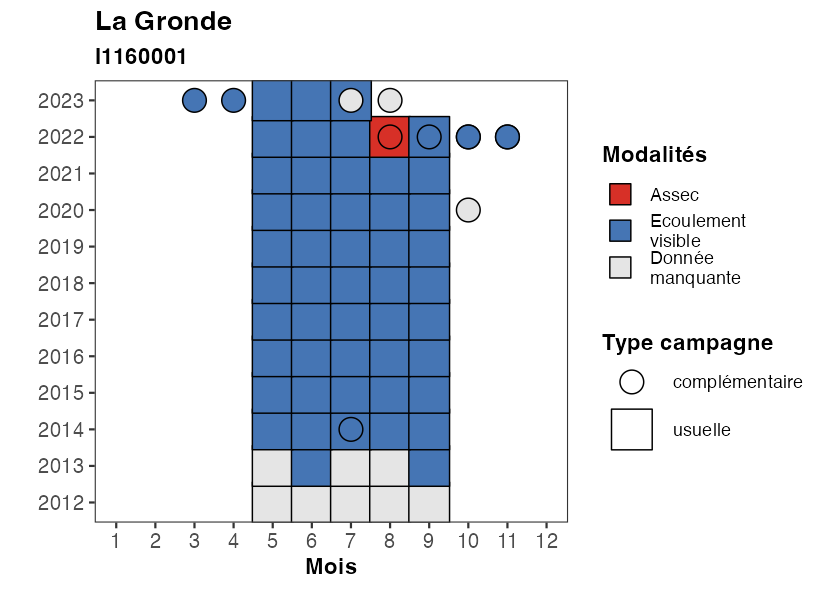 La Gronde
I1160001
2023
2022
2021
2020
2019
2018
2017
2016
2015
2014
2013
2012
1 2 3 4 5 6 7 8 9 10 11 12
Mois
Modalités
Assec
Ecoulement
visible
Donnée
manquante
Type campagne
complémentaire
usuelle